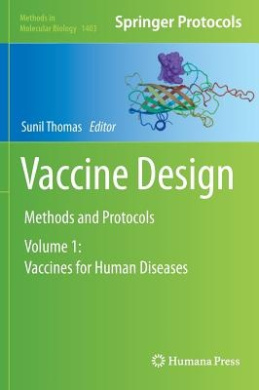 Methods in
Molecular Biology 1403
Springer Protocols
Sunil Thomas Editor
Vaccine Design
Methods and Protocols
Volume 1:
Vaccines for Human Diseases
Humana Press